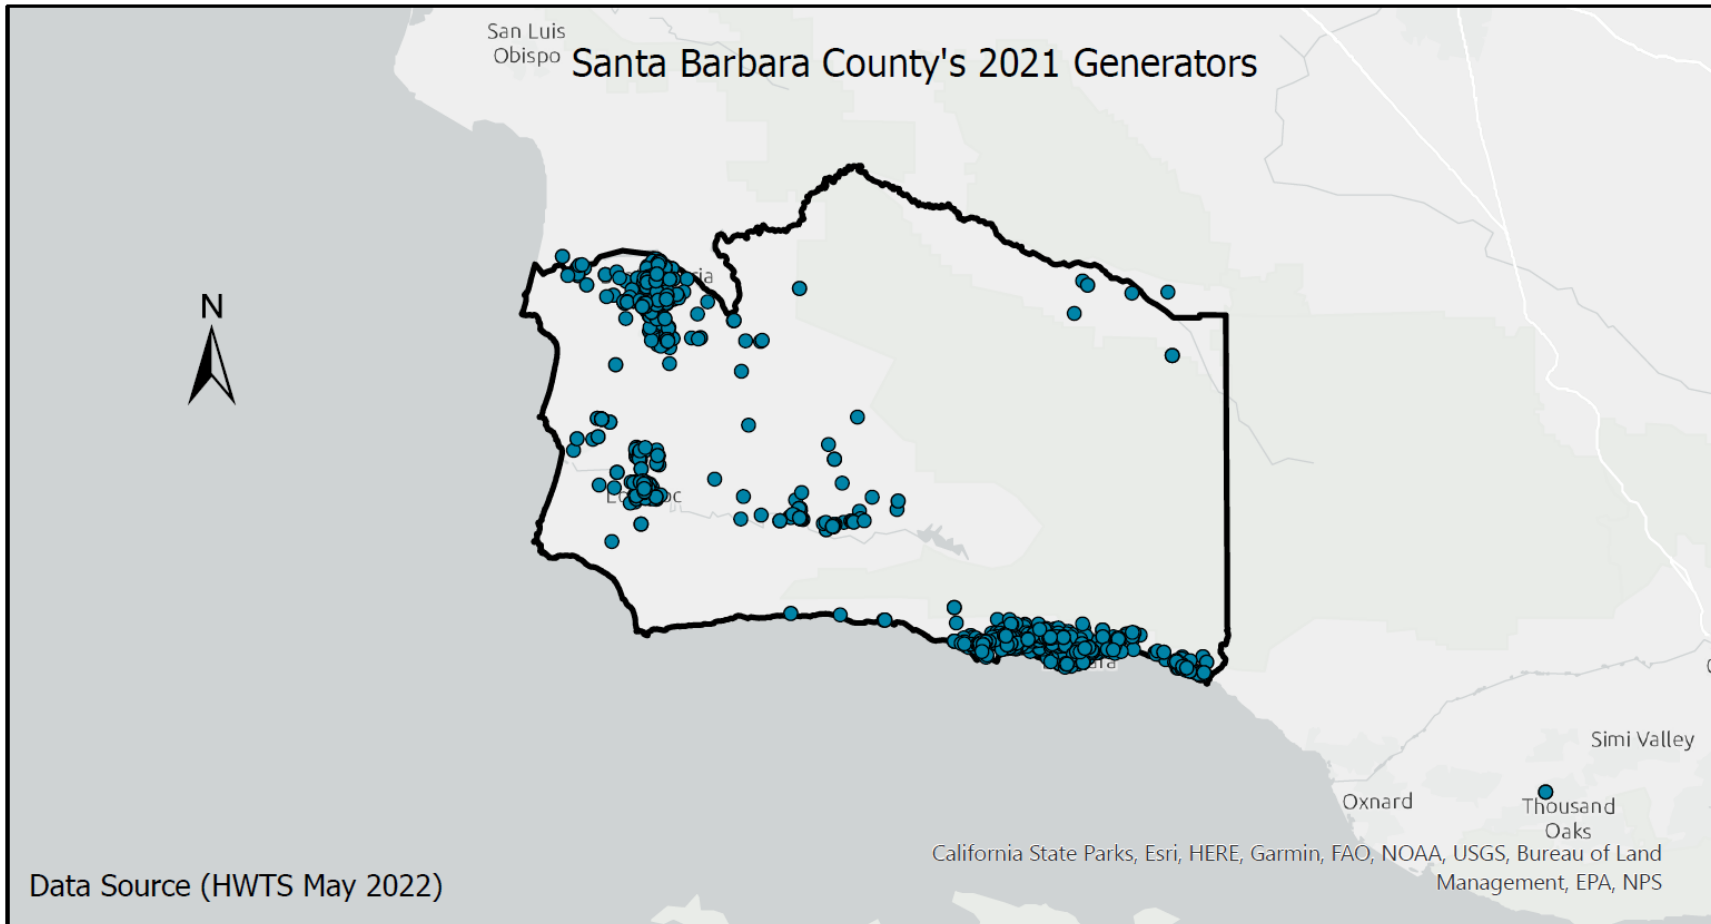 San Luis
Obispo
Santa Barbara County's 2021 Generators
N
Simi Valley
Oxnard
Thousand
Oaks
California State Parks, Esri, HERE, Garmin, FAO, NOAA, USGS, Bureau of Land
Management, EPA, NPS
Data Source (HWTS May 2022)